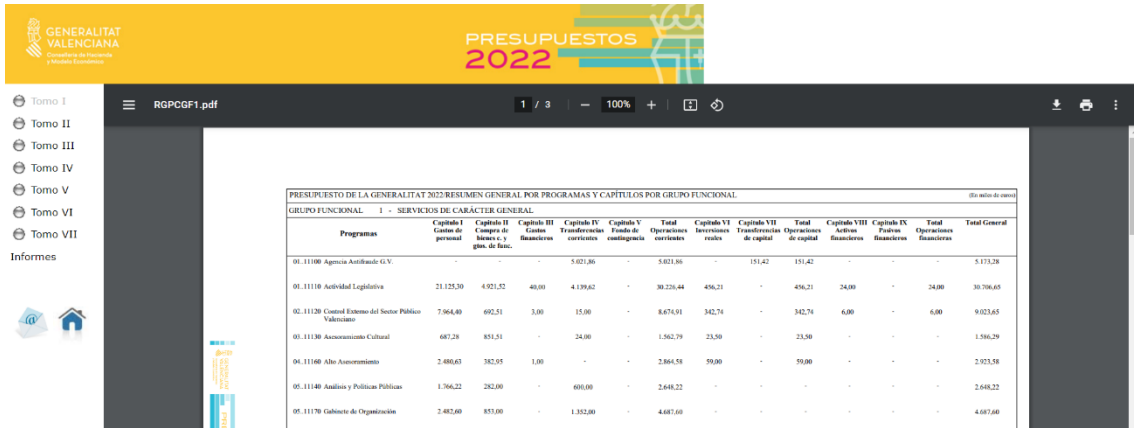 GENERALITAT
VALENCIANA
Conselleria de Hacienda
y Modelo Económico
PRESUPUESTOS
2022
Tomo I
Tomo II
Tomo III
Tomo IV
Tomo V
Tomo VI
Tomo VII
Informes
RGPCGF1.pdf 1 / 3 100%
PRESUPUESTO DE LA GENERALITAT 2022/RESUMEN GENERAL POR PROGRAMAS Y CAPÍTULOS POR GRUPO FUNCIONAL (En miles de euros)
GRUPO FUNCIONAL 1 - SERVICIOS DE CARÁCTER GENERAL
Programas Capítulo I Gastos de personal Capítulo II Compra de bienes c. y gtos. de func. Capítulo III Gastos financieros Capítulo IV Transferencias corrientes Capítulo V Fondo de contingencia Total Operaciones corrientes Capítulo VI Inversiones reales Capítulo VII Transferencias de capital Total Operaciones de capital Capítulo VIII Activos financieros Capítulo IX Pasivos financieros Total Operaciones financieras Total General
01..11100 Agencia Antifraude G.V. - - - 5.021,86 - 5.021,86 - 151,42 151,42 - - - 5.173,28
01..11110 Actividad Legislativa 21.125,30 4.921,52 40,00 4.139,62 - 30.226,44 456,21 - 456,21 24,00 - 24,00 30.706,65
02..11120 Control Externo del Sector Público Valenciano 7.964,40 692,51 3,00 15,00 - 8.674,91 342,74 - 342,74 6,00 - 6,00 9.023,65
03..11130 Asesoramiento Cultural 687,28 851,51 - 24,00 - 1.562,79 23,50 - 23,50 - - - 1.586,29
04..11160 Alto Asesoramiento 2.480,63 382,95 1,00 - - 2.864,58 59,00 - 59,00 - - - 2.923,58
05..11140 Análisis y Políticas Públicas 1.766,22 282,00 - 600,00 - 2.648,22 - - - - - - 2.648,22
05..11170 Gabinete de Organización 2.482,60 853,00 - 1.352,00 - 4.687,60 - - - - - - 4.687,60